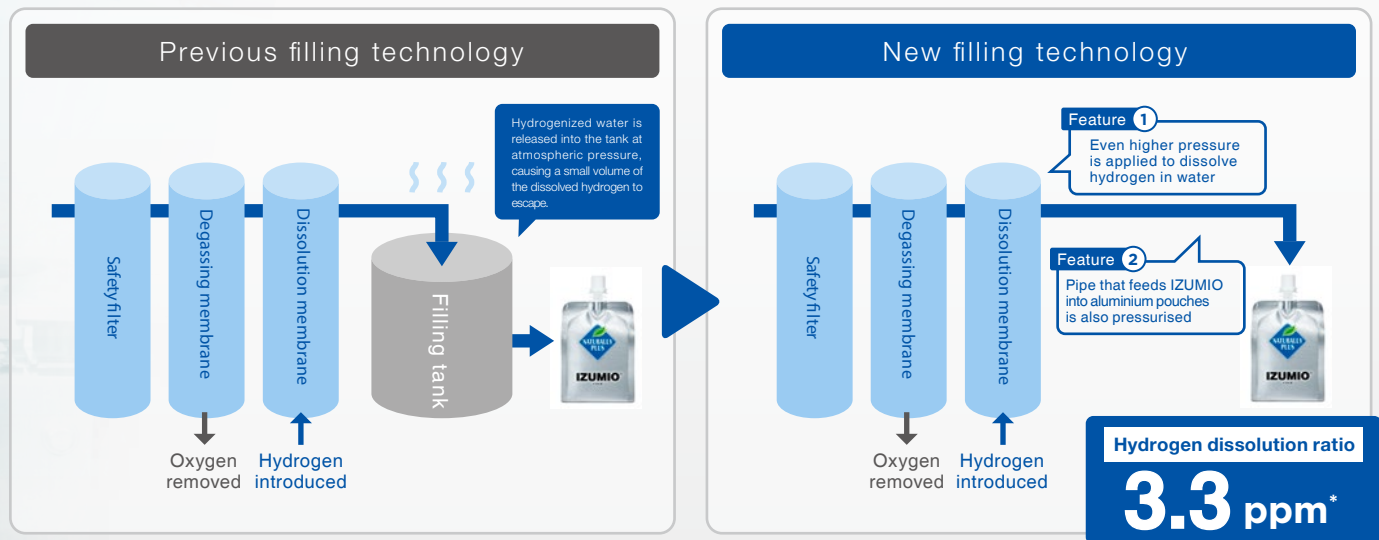 Previous filling technology
Hydrogenized water is
released into the tank at
atmospheric pressure,
causing a small volume of
the dissolved hydrogen to
escape.
Safety filter
Degassing membrane
Dissolution membrane
Filling tank
NATURALLY
PLUS
IZUMIO
Oxygen
removed
Hydrogen
introduced
New filling technology
Feature 1
Even higher pressure
is applied to dissolve
hydrogen in water
Safety filter
Degassing membrane
Dissolution membrane
Feature 2
Pipe that feeds IZUMIO
into aluminium pouches
is also pressurised
NATURALLY
PLUS
IZUMIO
Oxygen
removed
Hydrogen
introduced
Hydrogen dissolution ratio
3.3 ppm*